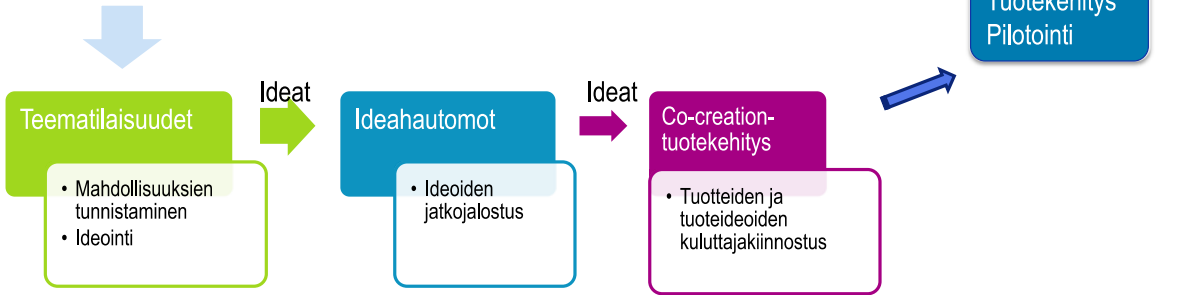 Tuotekehitys
Pilotointi
Ideat
Ideat
Teematilaisuudet
• Mahdollisuuksien
tunnistaminen
• Ideointi
Ideahautomot
• Ideoiden
jatkojalostus
Co-creation-
tuotekehitys
• Tuotteiden ja
tuoteideoiden
kuluttajakiinnostus